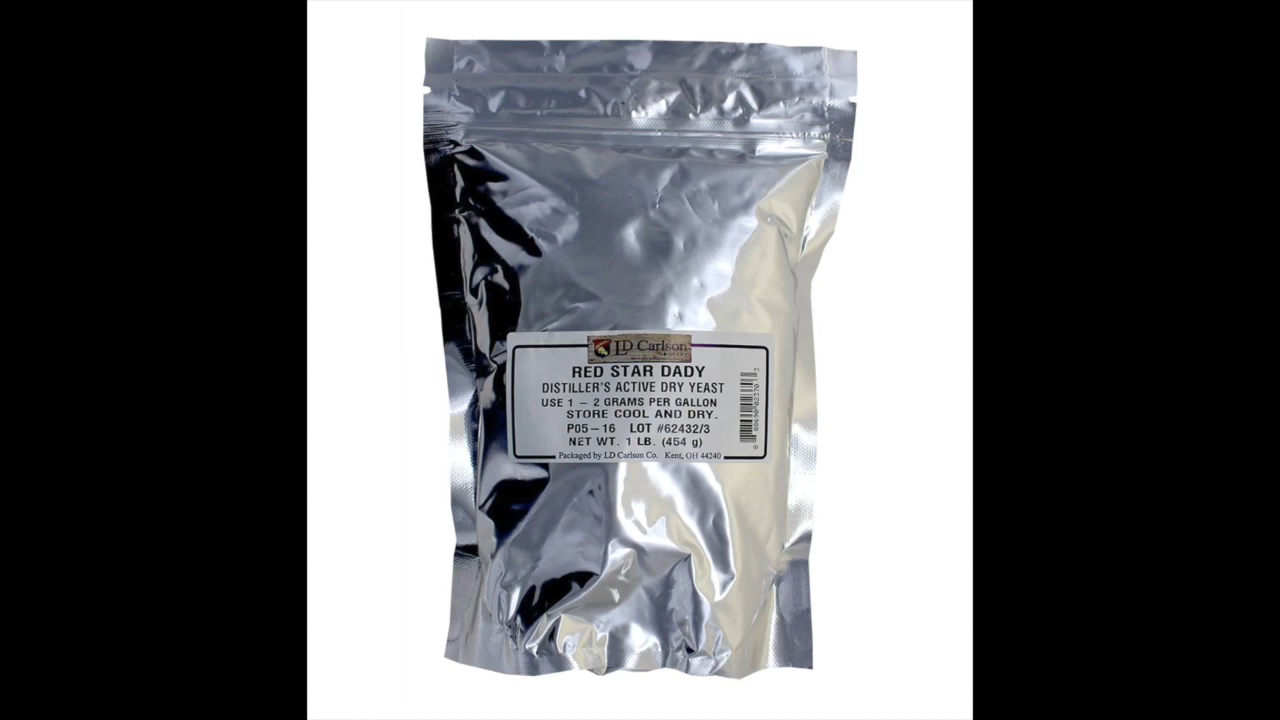 LD Carlson
COMPANY
RED STAR DADY
DISTILLER'S ACTIVE DRY YEAST
USE 1 – 2 GRAMS PER GALLON
STORE COOL AND DRY.
P05–16 LOT #62432/3
NET WT. 1 LB. (454 g)
Packaged by LD Carlson Co. Kent, OH 44240